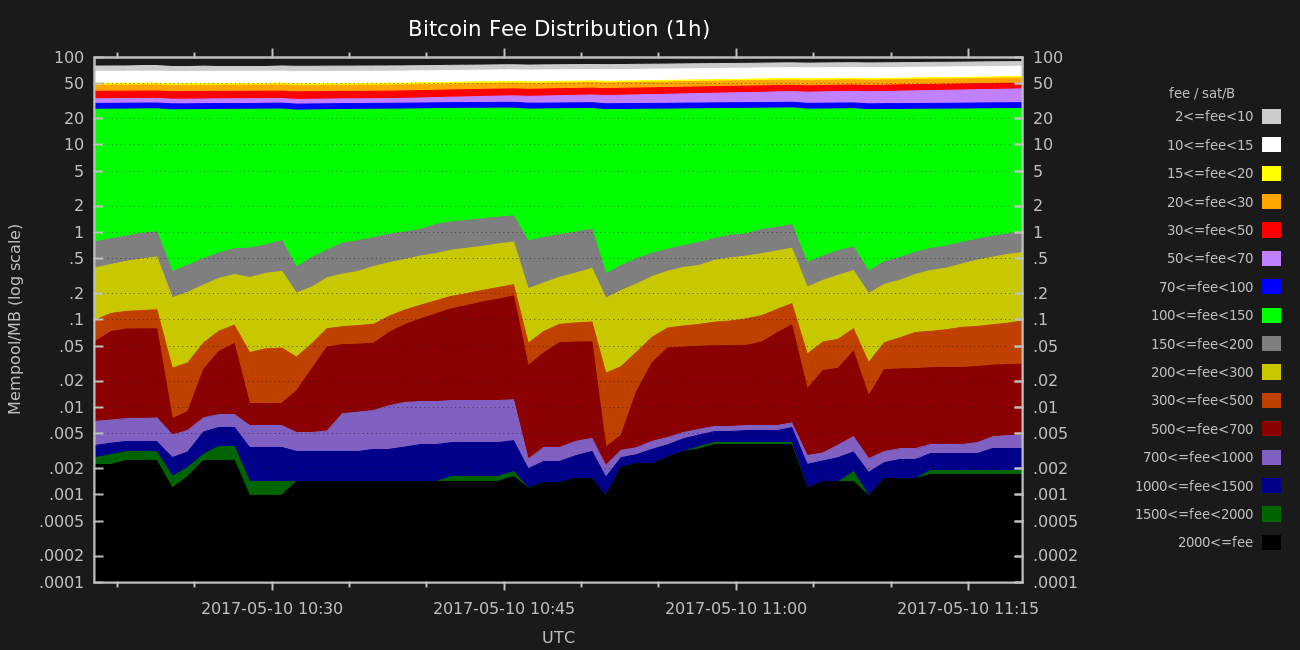 Bitcoin Fee Distribution (1h)
Mempool/MB (log scale)
100
50
20
10
5
2
1
.5
.2
.1
.05
.02
.01
.005
.002
.001
.0005
.0002
.0001
100
50
20
10
5
2
1
.5
.2
.1
.05
.02
.01
.005
.002
.001
.0005
.0002
.0001
2017-05-10 10:30
2017-05-10 10:45
2017-05-10 11:00
2017-05-10 11:15
UTC
fee / sat/B
2<=fee<10
10<=fee<15
15<=fee<20
20<=fee<30
30<=fee<50
50<=fee<70
70<=fee<100
100<=fee<150
150<=fee<200
200<=fee<300
300<=fee<500
500<=fee<700
700<=fee<1000
1000<=fee<1500
1500<=fee<2000
2000<=fee